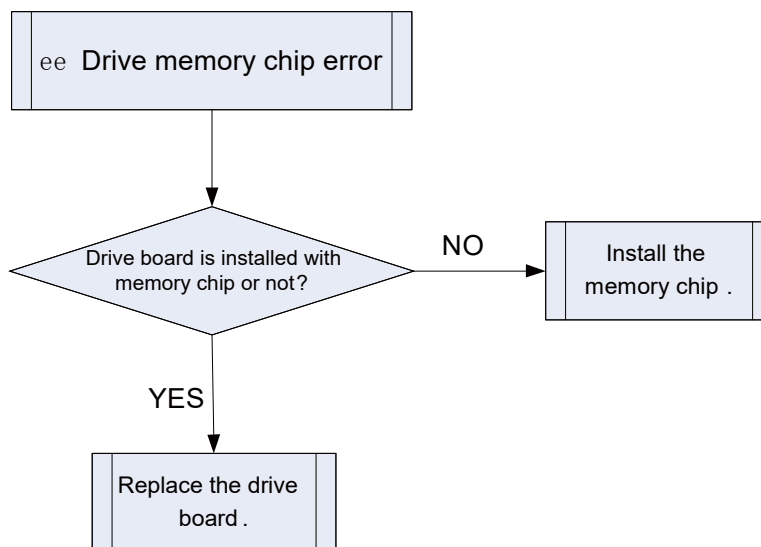 ee Drive memory chip error
Drive board is installed with
memory chip or not?
NO
Install the
memory chip .
YES
Replace the drive
board .